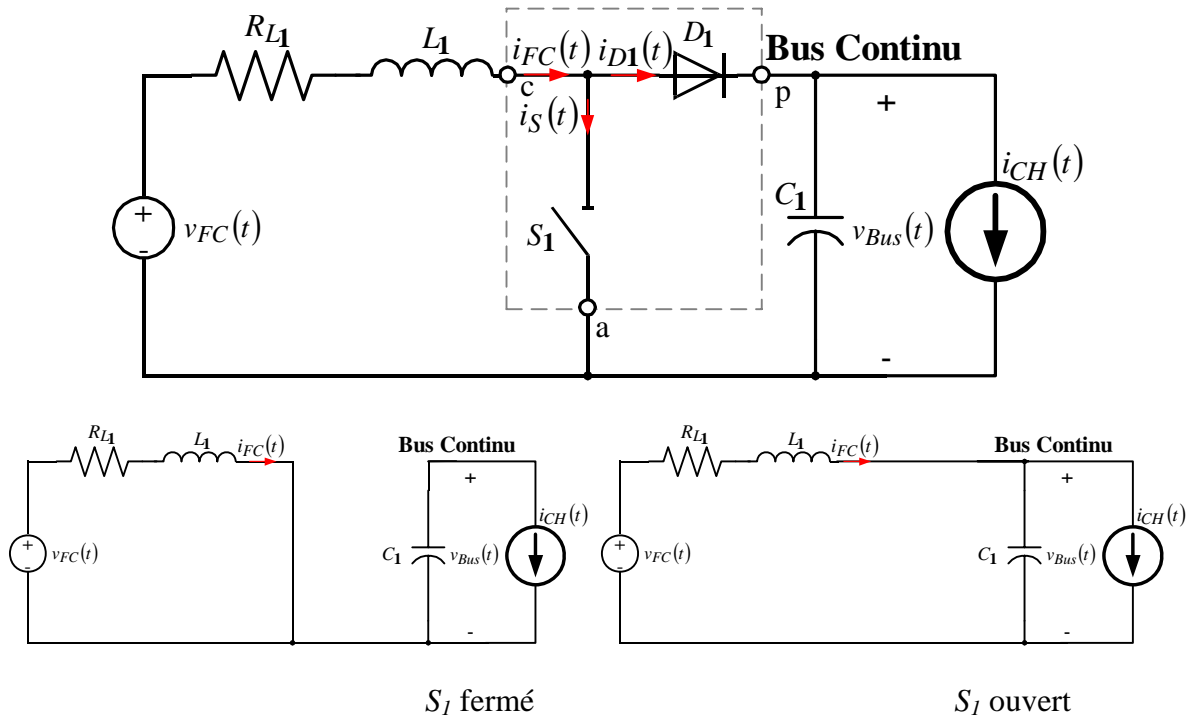 R_L1 L_1 i_FC(t) i_D1(t) D_1 Bus Continu
c p
i_S(t) +
i_CH(t)
+ v_FC(t) S_1 C_1 v_Bus(t)
-
a
-
R_L1 L_1 i_FC(t) Bus Continu
+
i_CH(t)
+ v_FC(t) C_1 v_Bus(t)
-
-
R_L1 L_1 i_FC(t) Bus Continu
+
i_CH(t)
+ v_FC(t) C_1 v_Bus(t)
-
-
S_1 fermé
S_1 ouvert